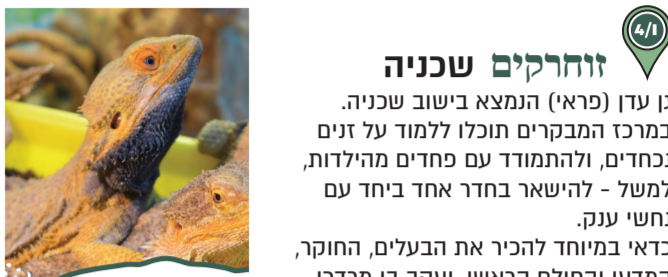 4/1
זוחרקים שכניה
גן עדן (פראי) הנמצא בישוב שכניה.
במרכז המבקרים תוכלו ללמוד על זנים
נכחדים, ולהתמודד עם פחדים מהילדות,
למשל - להישאר בחדר אחד ביחד עם
נחשי ענק.
כדאי במיוחד להכיר את הבעלים, החוקר,